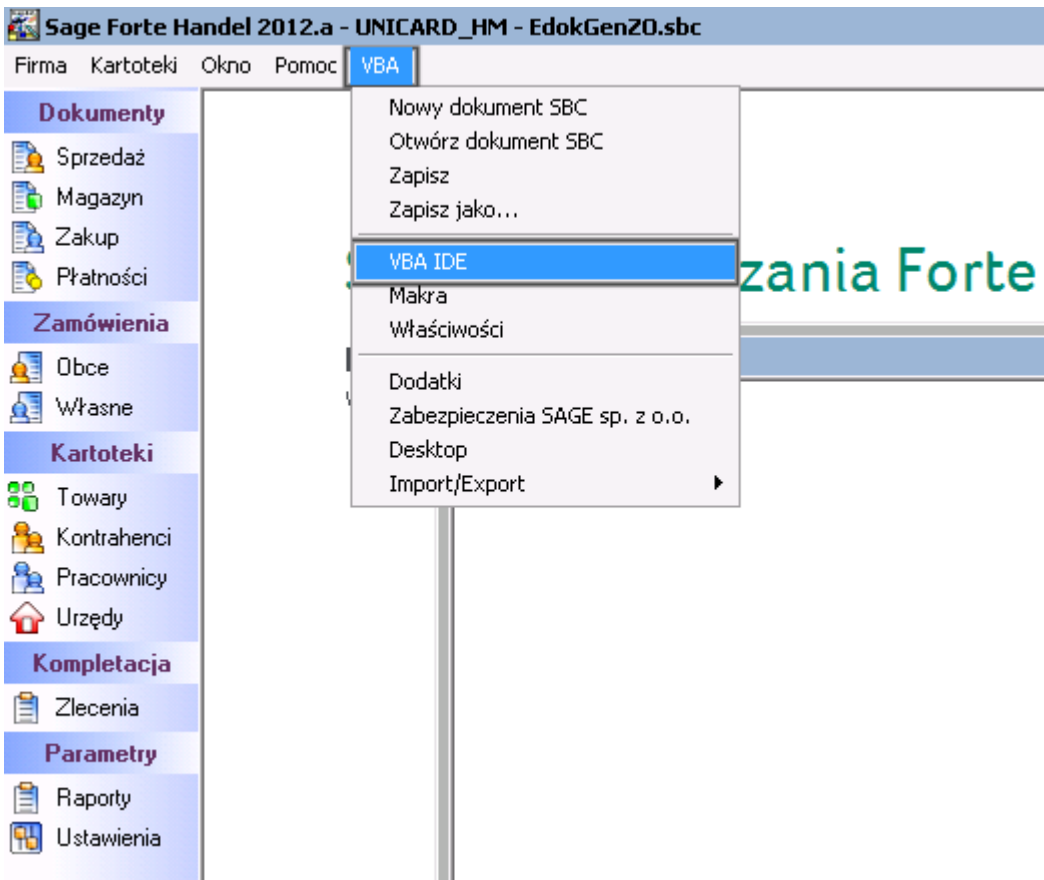 Sage Forte Handel 2012.a - UNICARD_HM - EdokGenZO.sbc
Firma Kartoteki Okno Pomoc VBA
Dokumenty
Sprzedaż
Magazyn
Zakup
Płatności
Zamówienia
Obce
Własne
Kartoteki
Towary
Kontrahenci
Pracownicy
Urzędy
Kompletacja
Zlecenia
Parametry
Raporty
Ustawienia
Nowy dokument SBC
Otwórz dokument SBC
Zapisz
Zapisz jako...
VBA IDE
Makra
Właściwości
Dodatki
Zabezpieczenia SAGE sp. z o.o.
Desktop
Import/Export
zania Forte